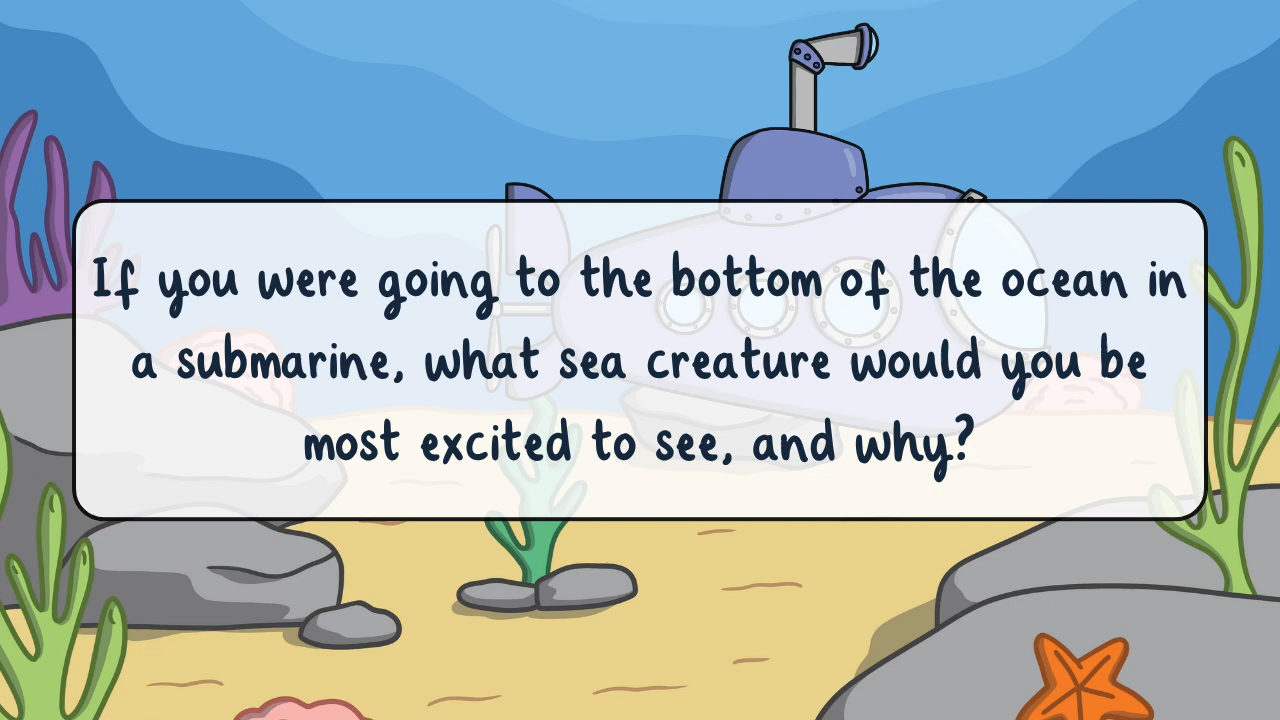 If you were going to the bottom of the ocean in
a submarine, what sea creature would you be
most excited to see, and why?